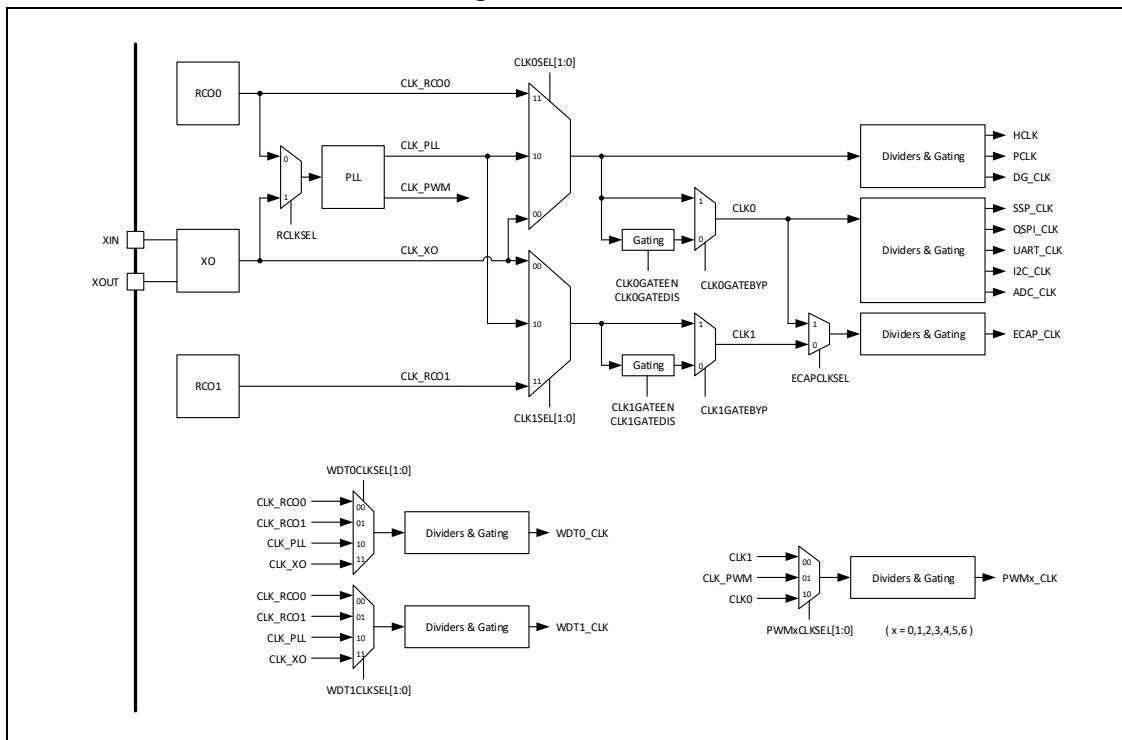 CLK0SEL[1:0]
RCO0
CLK_RCO0
11
CLK_PLL
10
HCLK
Dividers & Gating
PCLK
DG_CLK
0
PLL
CLK_PWM
1
RCLKSEL
00
1
CLK0
SSP_CLK
QSPI_CLK
Gating
0
Dividers & Gating
UART_CLK
I2C_CLK
ADC_CLK
XIN
XO
CLK_XO
XOUT
00
CLK0GATEEN
CLK0GATEDIS
CLK0GATEBYP
10
1
CLK1
1
Dividers & Gating
ECAP_CLK
0
Gating
0
ECAPCLKSEL
RCO1
CLK_RCO1
11
CLK1SEL[1:0]
CLK1GATEEN
CLK1GATEDIS
CLK1GATEBYP
WDT0CLKSEL[1:0]
CLK_RCO0
00
CLK_RCO1
01
CLK_PLL
10
CLK_XO
11
Dividers & Gating
WDT0_CLK
CLK_RCO0
00
CLK_RCO1
01
CLK_PLL
10
CLK_XO
11
Dividers & Gating
WDT1_CLK
WDT1CLKSEL[1:0]
CLK1
00
CLK_PWM
01
CLK0
10
Dividers & Gating
PWMx_CLK
PWMxCLKSEL[1:0]
( x = 0,1,2,3,4,5,6 )